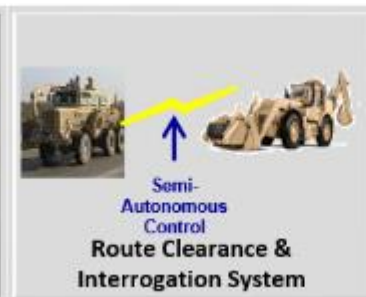 Semi-
Autonomous
Control
Route Clearance &
Interrogation System